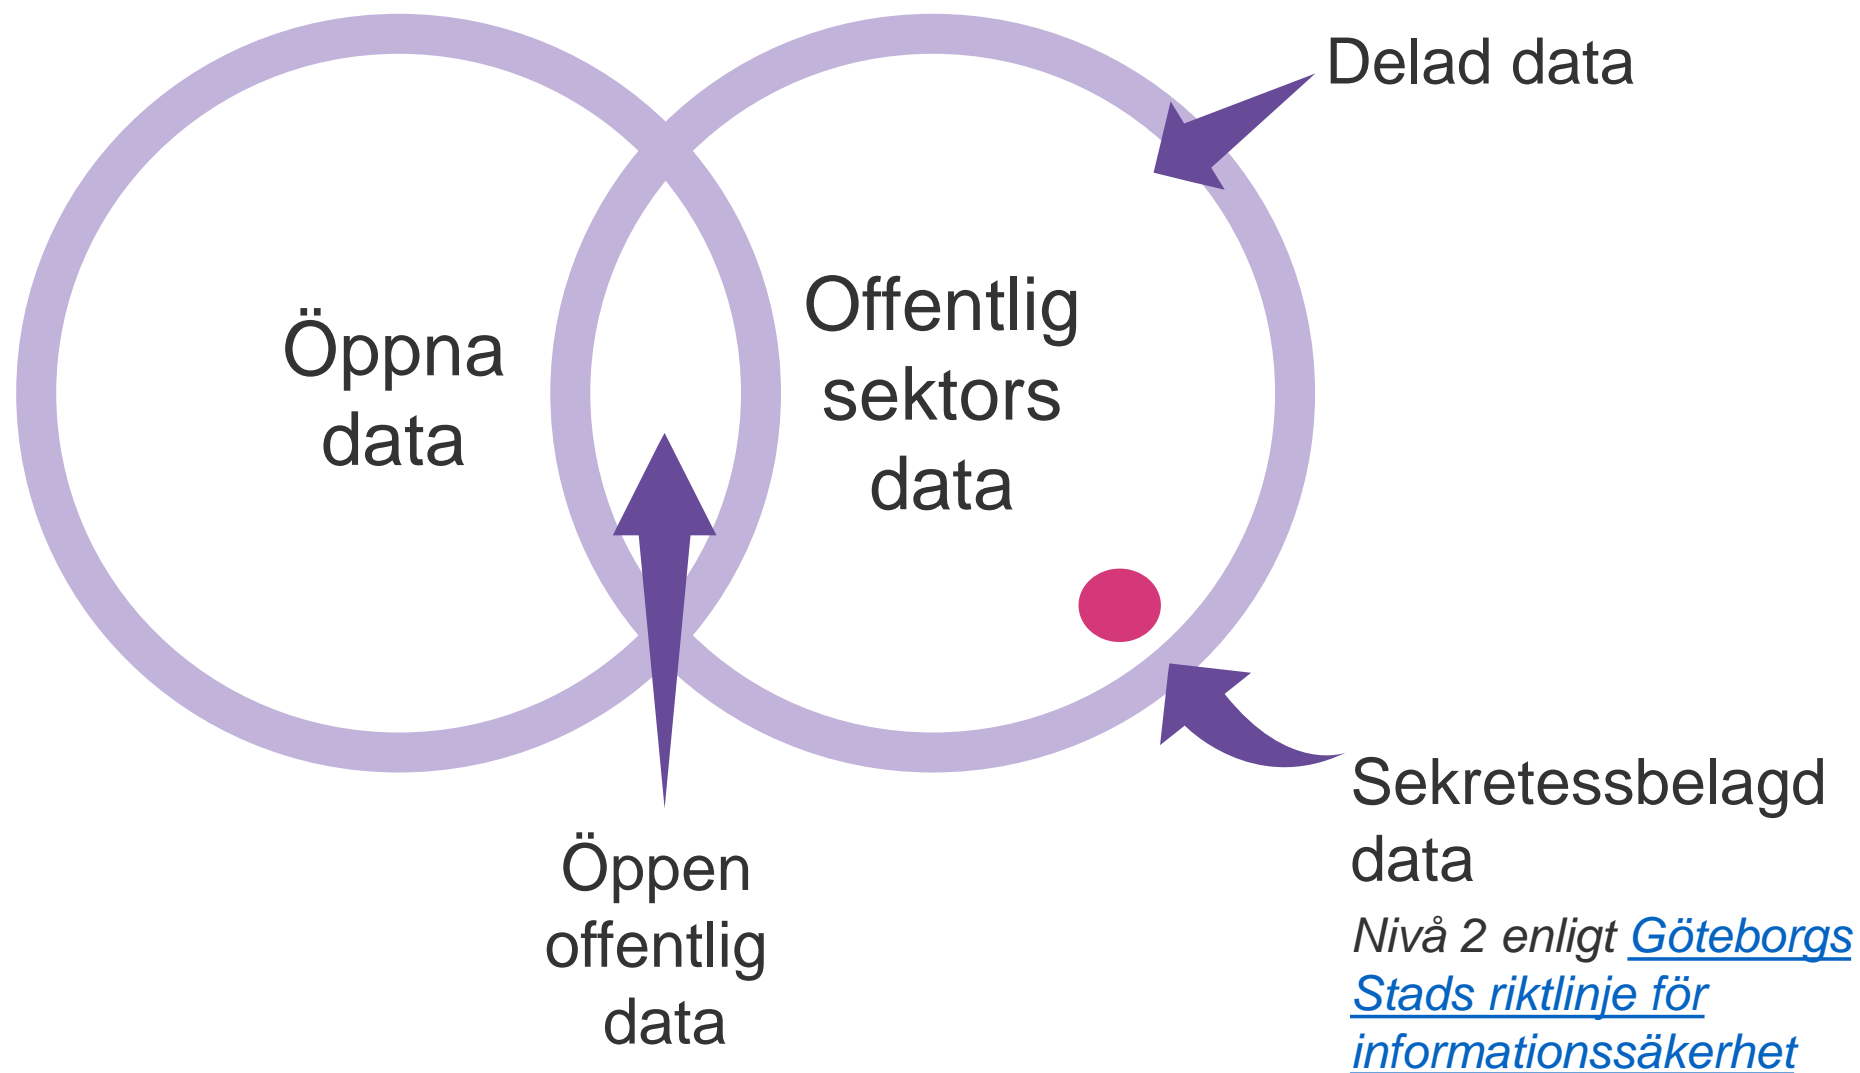 Delad data
Öppna
data
Offentlig
sektors
data
Öppen
offentlig
data
Sekretessbelagd
data
Nivå 2 enligt Göteborgs
Stads riktlinje för
informationssäkerhet